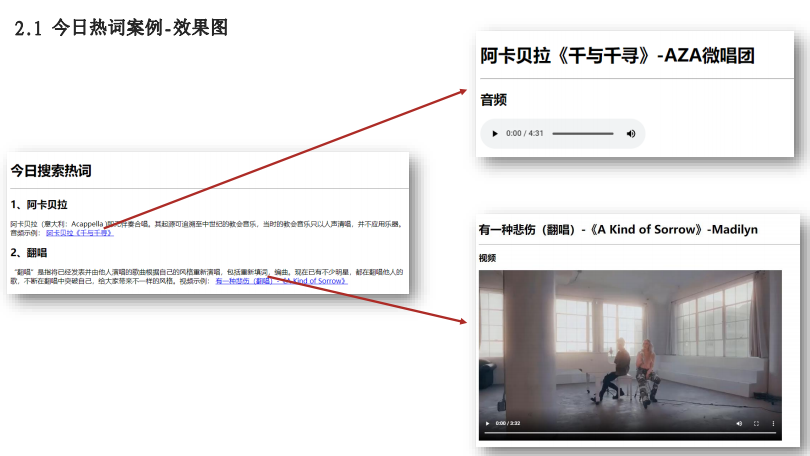 2.1 今日热词案例-效果图
阿卡贝拉《千与千寻》-AZA微唱团
音频
0:00 / 4:31
今日搜索热词
1、阿卡贝拉
阿卡贝拉（意大利：Acappella )即无伴奏合唱。其起源可追溯至中世纪的教会音乐，当时的教会音乐只以人声清唱，并不应用乐器。
音频示例： 阿卡贝拉《千与千寻》
2、翻唱
“翻唱”是指将已经发表并由他人演唱的歌曲根据自己的风格重新演唱，包括重新填词，编曲。现在已有不少明星，都在翻唱他人的
歌，不断在翻唱中突破自己，给大家带来不一样的风格。视频示例： 有一种悲伤（翻唱）-《A Kind of Sorrow》
有一种悲伤（翻唱）-《A Kind of Sorrow》-Madilyn
视频
0:00 / 3:32